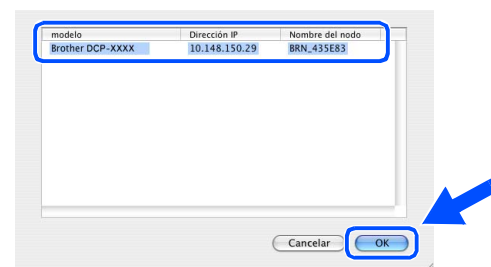 modelo Dirección IP Nombre del nodo
Brother DCP-XXXX 10.148.150.29 BRN_435E83
Cancelar OK